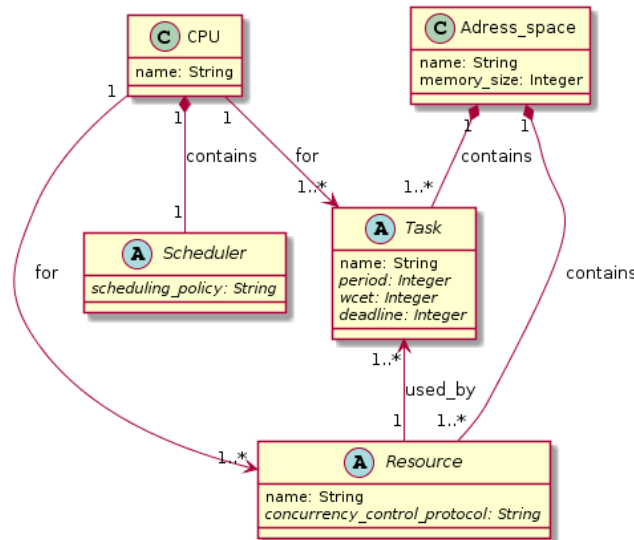 C CPU
name: String
C Adress_space
name: String
memory_size: Integer
1
1
1
1
1
contains
for
contains
1..*
1..*
1
A Scheduler
scheduling_policy: String
A Task
name: String
period: Integer
wcet: Integer
deadline: Integer
for
contains
1..*
used_by
1
1..*
1..*
A Resource
name: String
concurrency_control_protocol: String